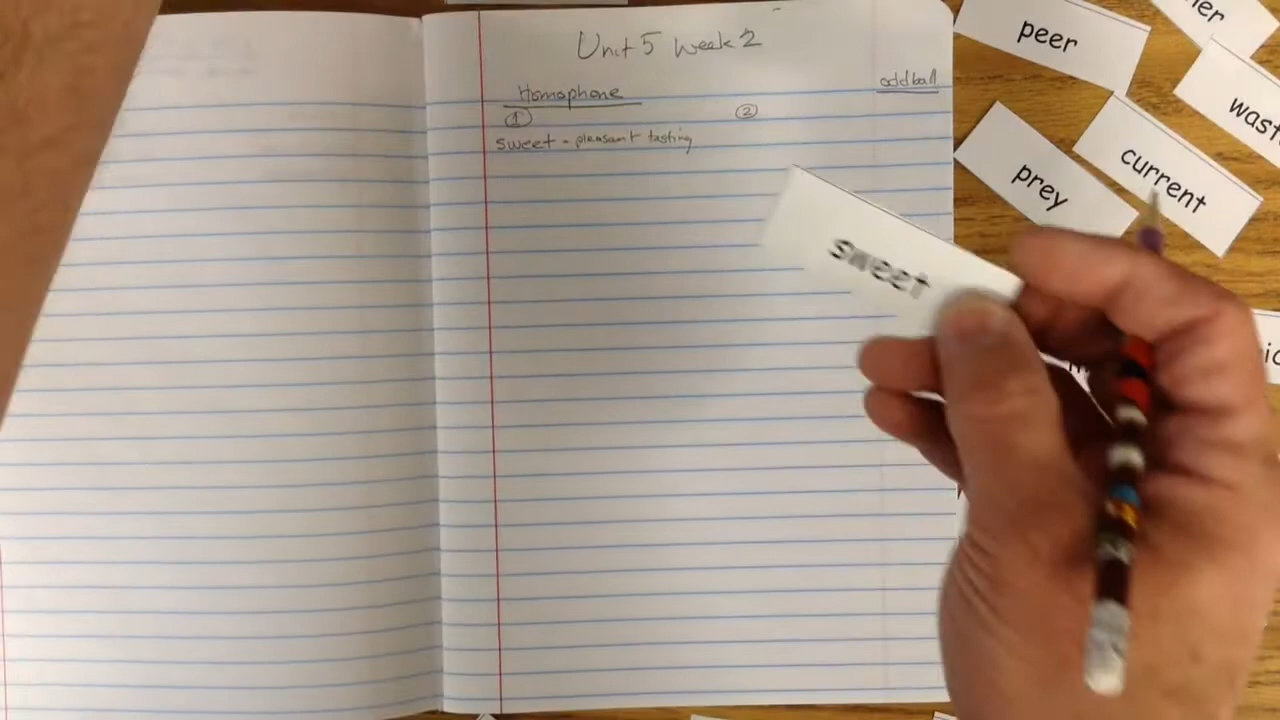 Unit 5 Week 2
Homophone
oddball
1
2
sweet - pleasant tasting
peer
prey
current
sweet